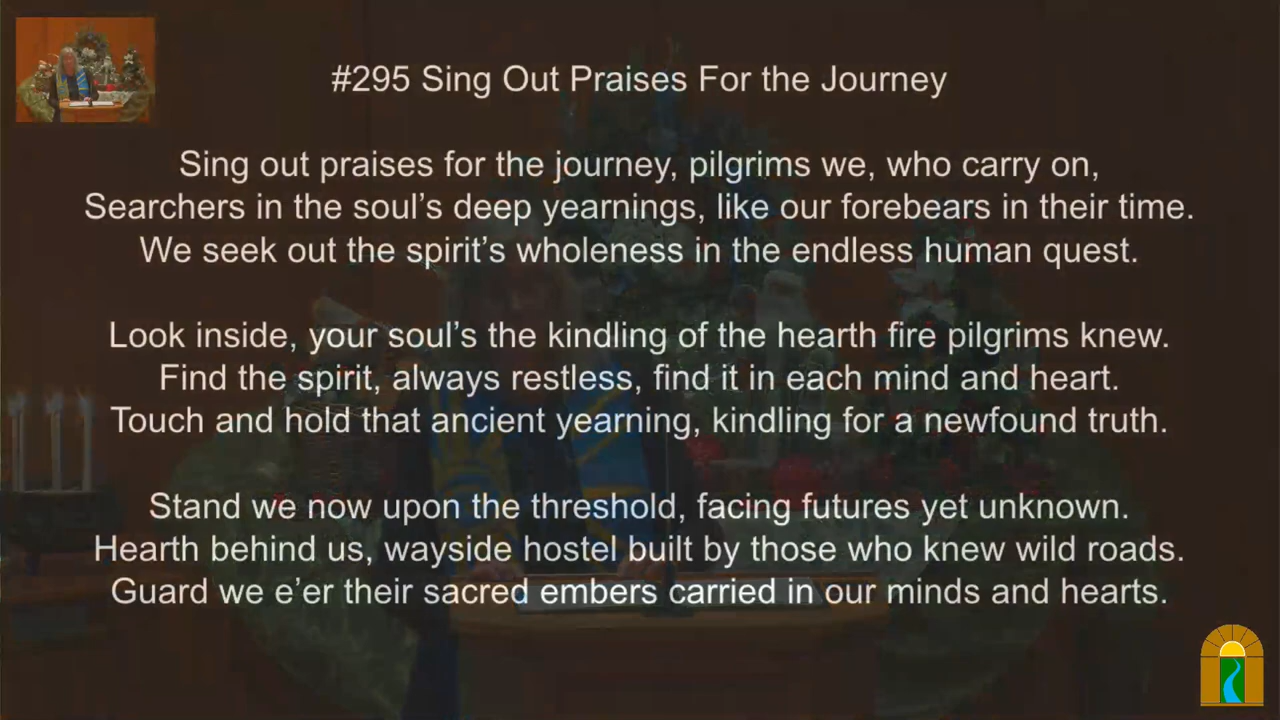 #295 Sing Out Praises For the Journey
Sing out praises for the journey, pilgrims we, who carry on,
Searchers in the soul’s deep yearnings, like our forebears in their time.
We seek out the spirit’s wholeness in the endless human quest.
Look inside, your soul’s the kindling of the hearth fire pilgrims knew.
Find the spirit, always restless, find it in each mind and heart.
Touch and hold that ancient yearning, kindling for a newfound truth.
Stand we now upon the threshold, facing futures yet unknown.
Hearth behind us, wayside hostel built by those who knew wild roads.
Guard we e’er their sacred embers carried in our minds and hearts.